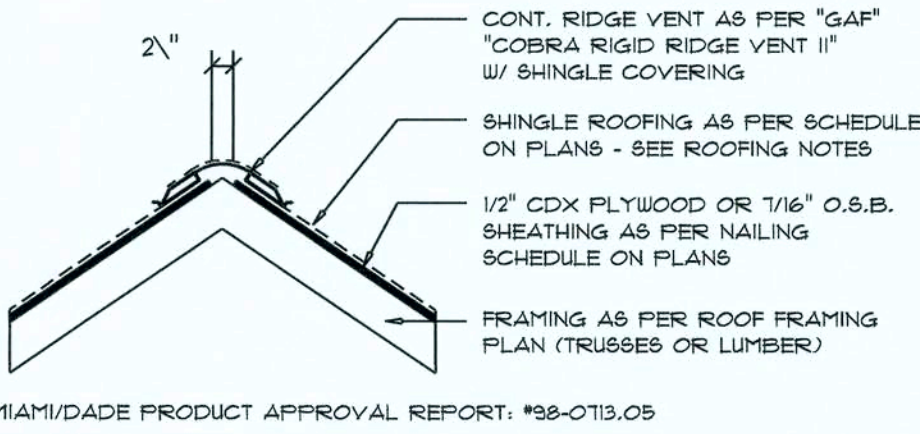 2\"
CONT. RIDGE VENT AS PER "GAF"
"COBRA RIGID RIDGE VENT II"
W/ SHINGLE COVERING
SHINGLE ROOFING AS PER SCHEDULE
ON PLANS - SEE ROOFING NOTES
1/2" CDX PLYWOOD OR 7/16" O.S.B.
SHEATHING AS PER NAILING
SCHEDULE ON PLANS
FRAMING AS PER ROOF FRAMING
PLAN (TRUSSES OR LUMBER)
MIAMI/DADE PRODUCT APPROVAL REPORT: #98-0713.05